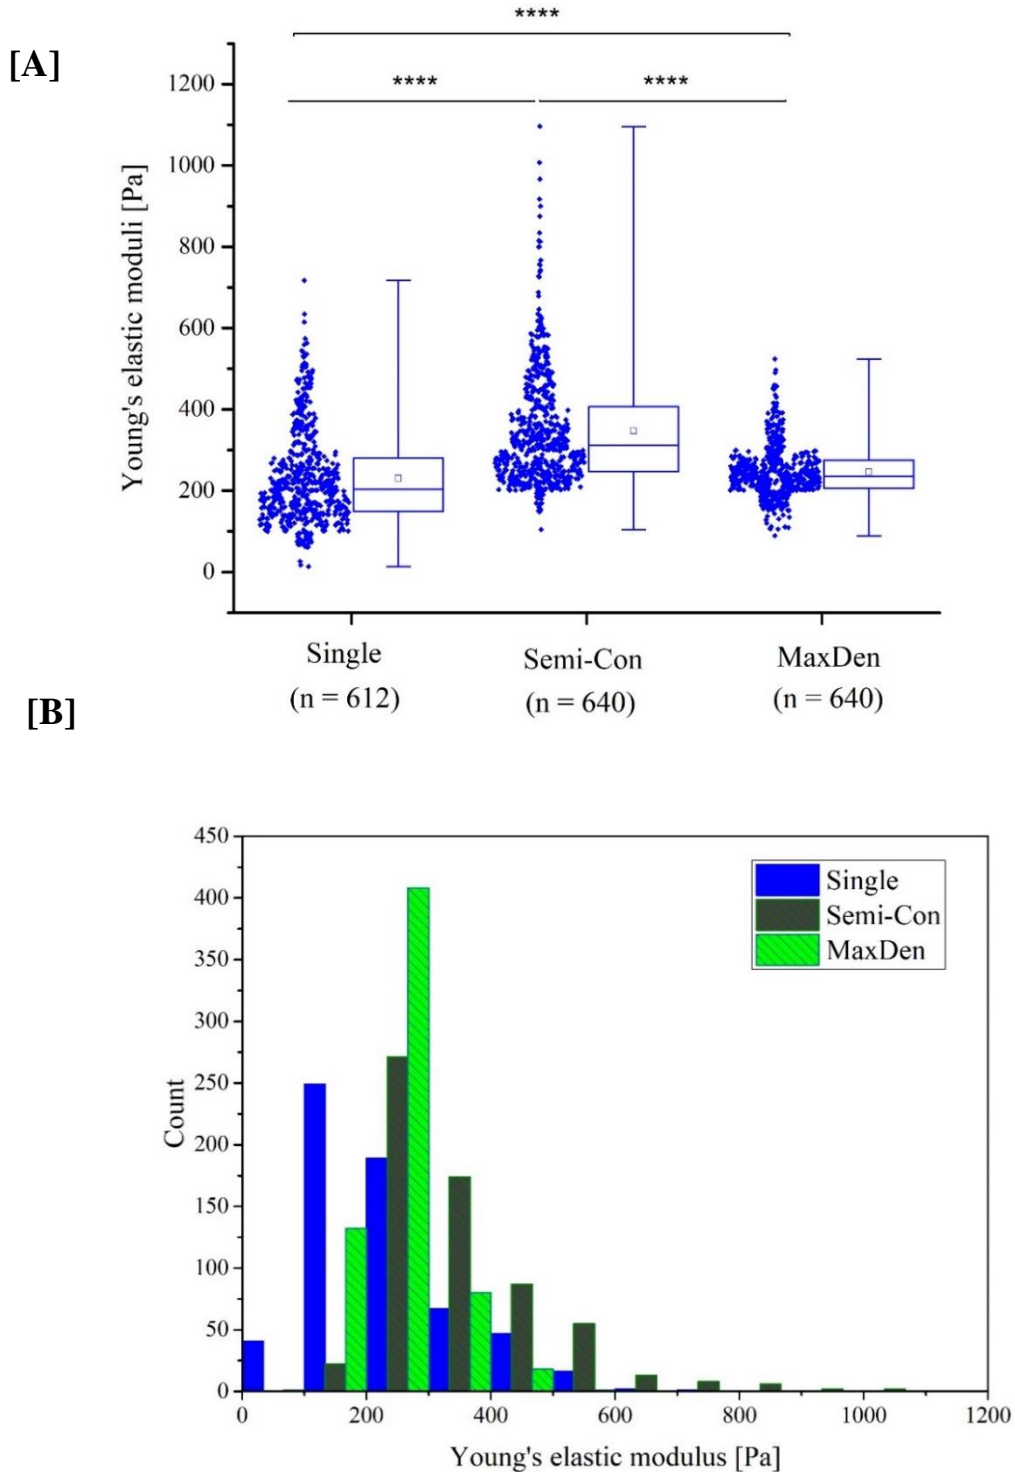 ****
[A]
**** ****
1200
1000
800
600
400
200
0
Young's elastic moduli [Pa]
Single Semi-Con MaxDen
(n = 612) (n = 640) (n = 640)
[B]
450
400
350
300
250
200
150
100
50
0
Count
Single
Semi-Con
MaxDen
0 200 400 600 800 1000 1200
Young's elastic modulus [Pa]